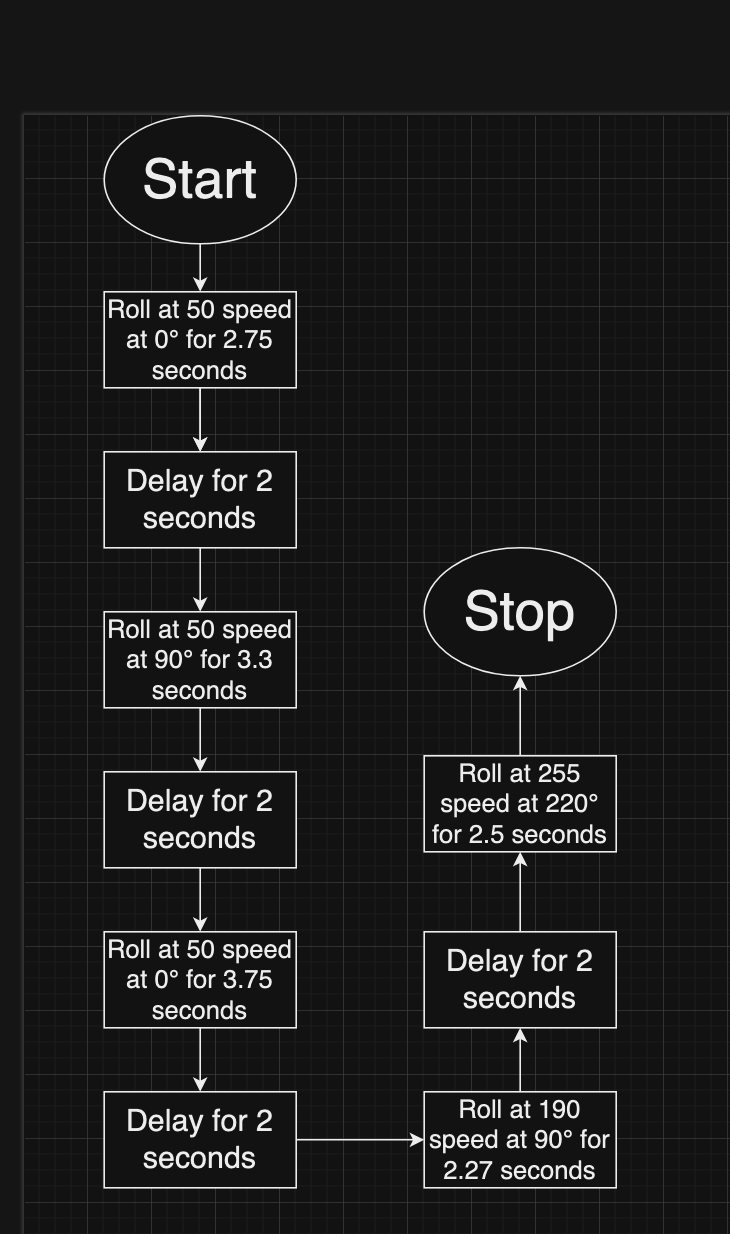 Start
Roll at 50 speed
at 0° for 2.75
seconds
Delay for 2
seconds
Roll at 50 speed
at 90° for 3.3
seconds
Delay for 2
seconds
Roll at 50 speed
at 0° for 3.75
seconds
Delay for 2
seconds
Roll at 190
speed at 90° for
2.27 seconds
Delay for 2
seconds
Roll at 255
speed at 220°
for 2.5 seconds
Stop